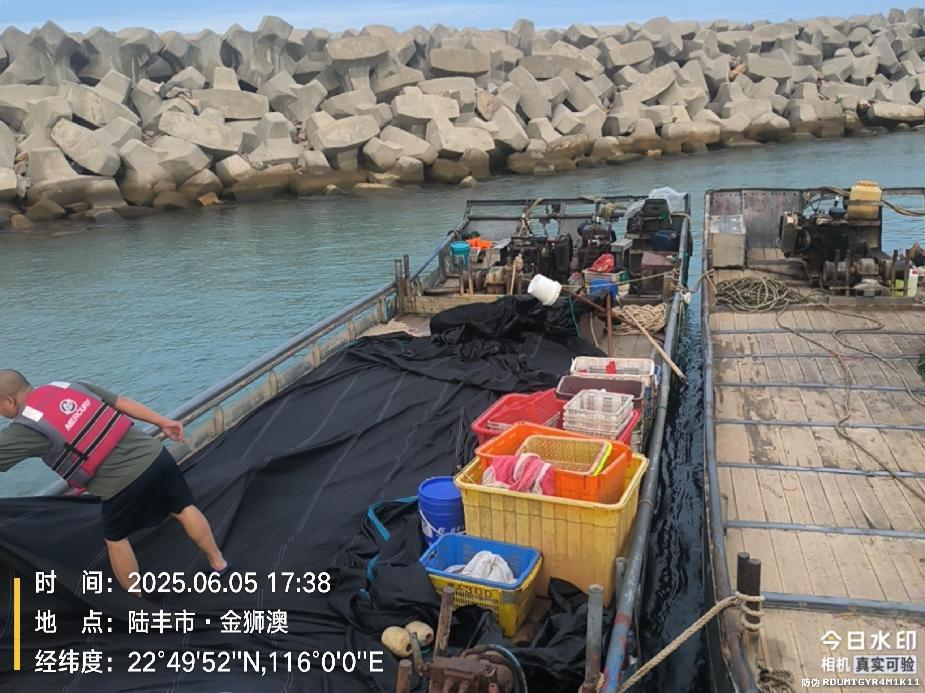 MERCURY
时 间：2025.06.05 17:38
地 点：陆丰市·金狮澳
经纬度：22°49'52"N,116°0'0"E
今日水印
相机 真实可验
防伪 RDUMTGYR4M1K11